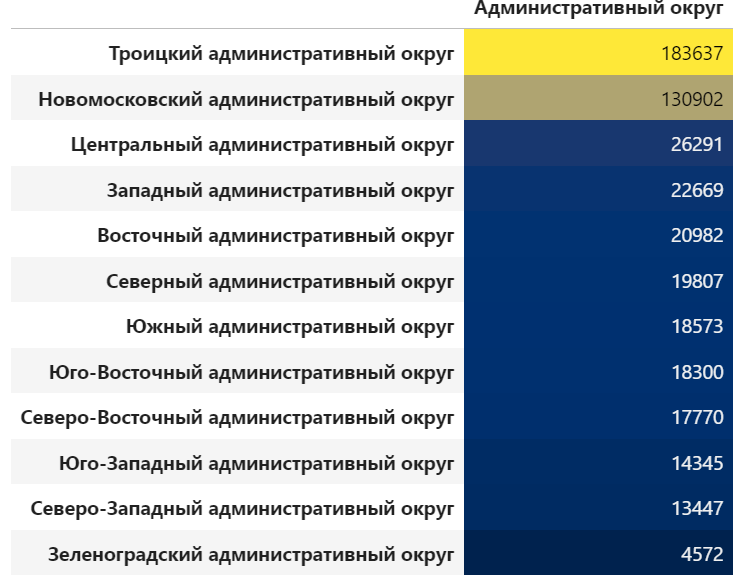 Административный округ
Троицкий административный округ 183637
Новомосковский административный округ 130902
Центральный административный округ 26291
Западный административный округ 22669
Восточный административный округ 20982
Северный административный округ 19807
Южный административный округ 18573
Юго-Восточный административный округ 18300
Северо-Восточный административный округ 17770
Юго-Западный административный округ 14345
Северо-Западный административный округ 13447
Зеленоградский административный округ 4572